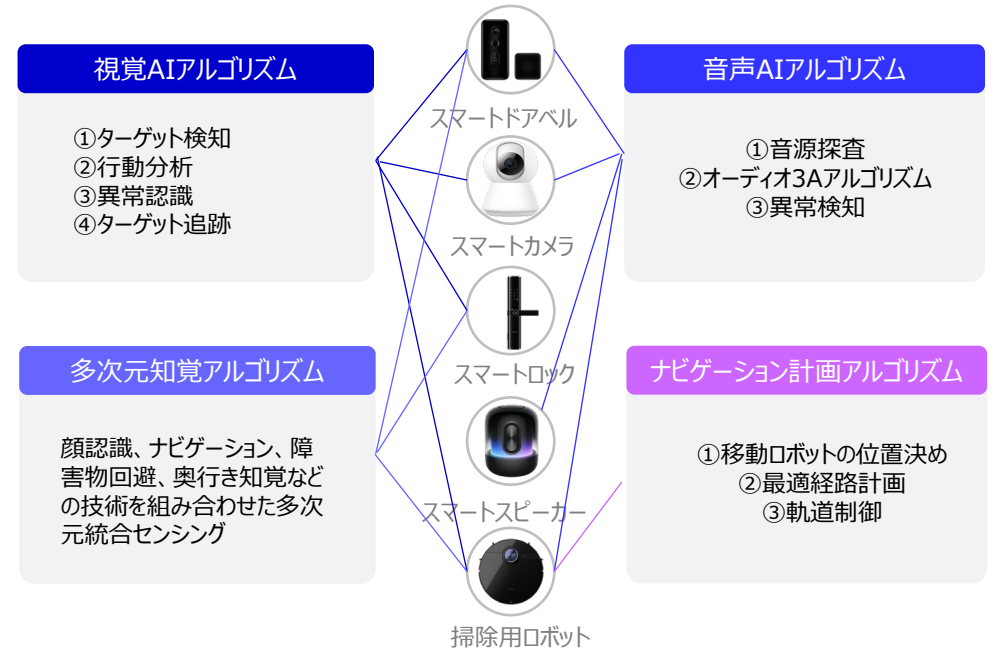 視覚AIアルゴリズム
①ターゲット検知
②行動分析
③異常認識
④ターゲット追跡
多次元知覚アルゴリズム
顔認識、ナビゲーション、障
害物回避、奥行き知覚など
の技術を組み合わせた多次
元統合センシング
スマートドアベル
スマートカメラ
スマートロック
スマートスピーカー
掃除用ロボット
音声AIアルゴリズム
①音源探査
②オーディオ3Aアルゴリズム
③異常検知
ナビゲーション計画アルゴリズム
①移動ロボットの位置決め
②最適経路計画
③軌道制御